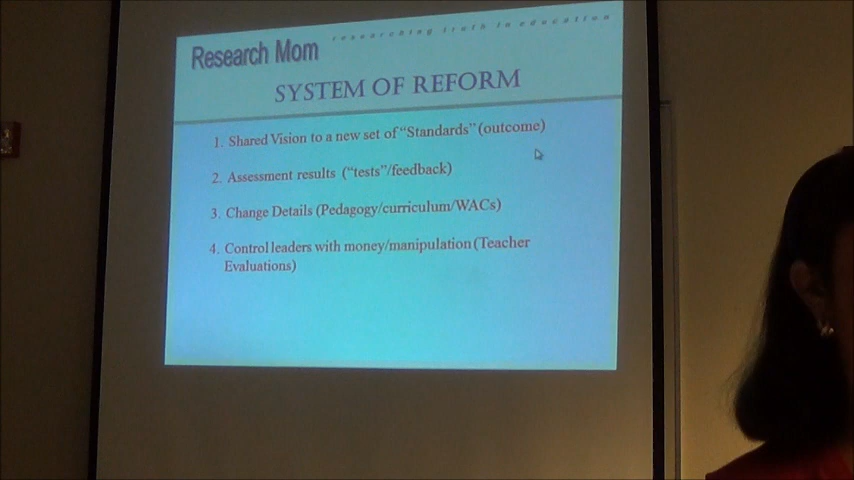 Research Mom researching truth in education
SYSTEM OF REFORM
1. Shared Vision to a new set of "Standards" (outcome)
2. Assessment results ("tests"/feedback)
3. Change Details (Pedagogy/curriculum/WACs)
4. Control leaders with money/manipulation (Teacher
Evaluations)